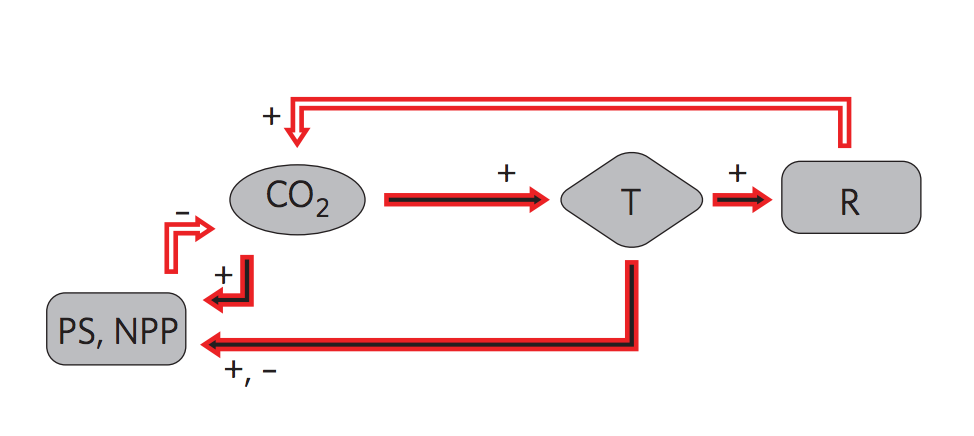 +
+
+
CO₂
T
R
-
+
PS, NPP
+, -